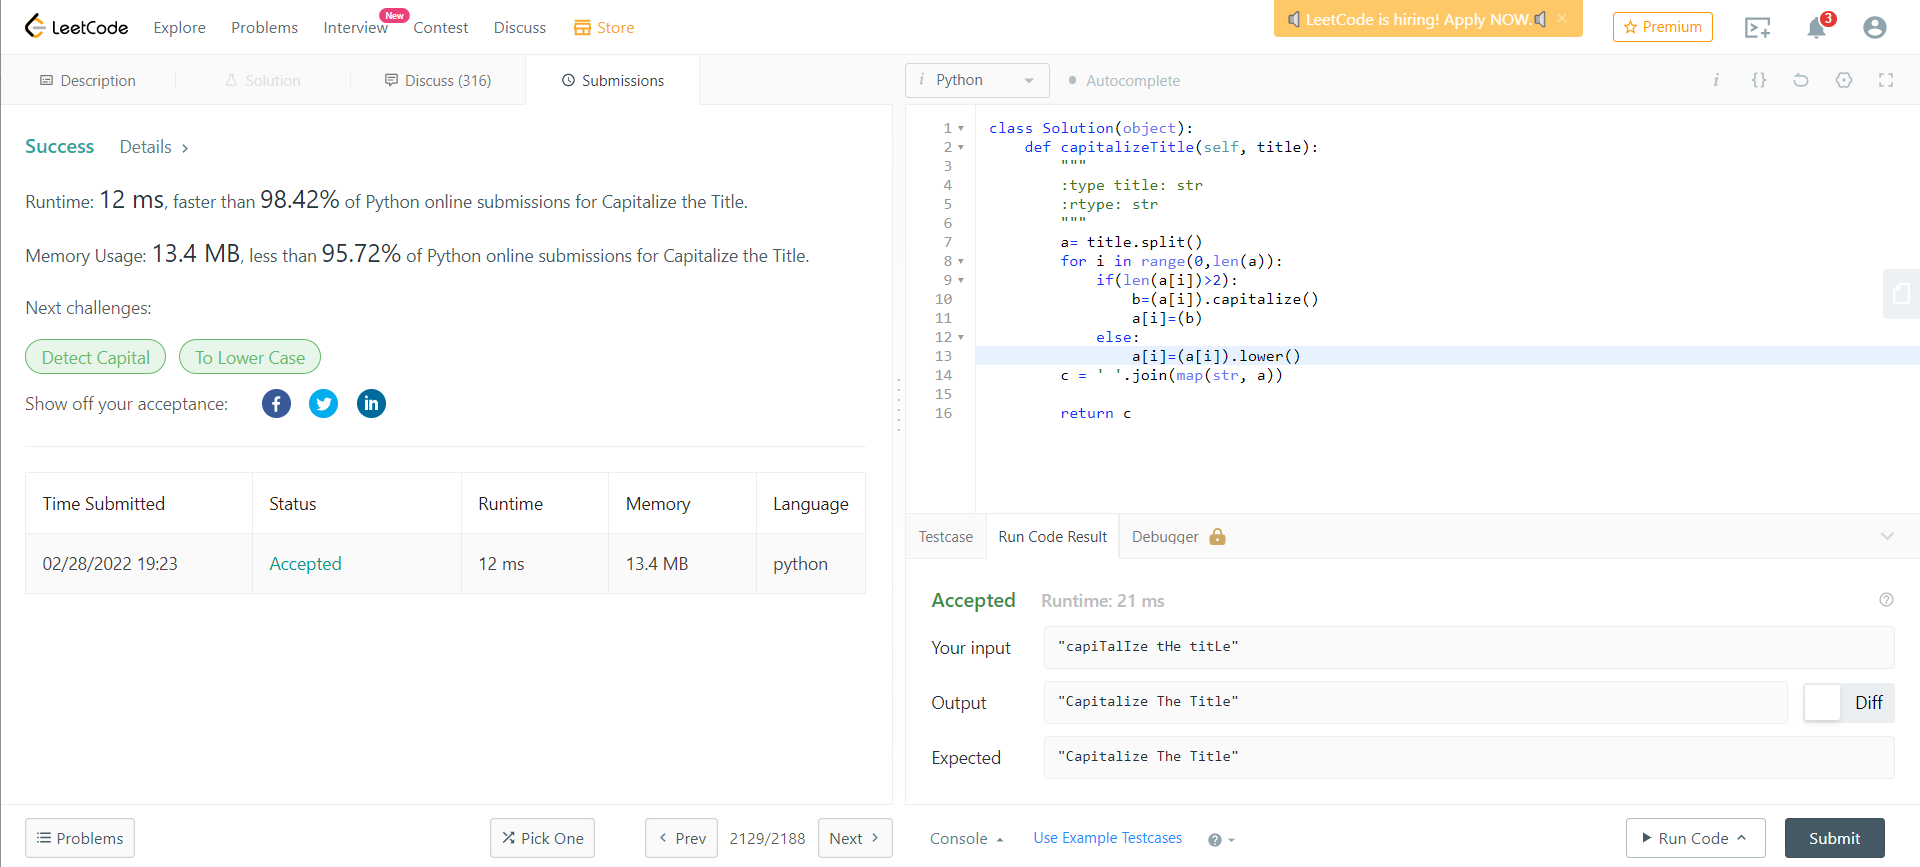 LeetCode Explore Problems Interview New Contest Discuss Store LeetCode is hiring! Apply NOW. Premium 3
Description Solution Discuss (316) Submissions
Success Details
Runtime: 12 ms, faster than 98.42% of Python online submissions for Capitalize the Title.
Memory Usage: 13.4 MB, less than 95.72% of Python online submissions for Capitalize the Title.
Next challenges:
Detect Capital To Lower Case
Show off your acceptance:
Time Submitted Status Runtime Memory Language
02/28/2022 19:23 Accepted 12 ms 13.4 MB python
Problems Pick One < Prev 2129/2188 Next >
i Python Autocomplete i {}
1 class Solution(object):
2 def capitalizeTitle(self, title):
3 """
4 :type title: str
5 :rtype: str
6 """
7 a= title.split()
8 for i in range(0,len(a)):
9 if(len(a[i])>2):
10 b=(a[i]).capitalize()
11 a[i]=(b)
12 else:
13 a[i]=(a[i]).lower()
14 c = ' '.join(map(str, a))
15
16 return c
Testcase Run Code Result Debugger
Accepted Runtime: 21 ms
Your input "capiTalIze tHe titLe"
Output "Capitalize The Title" Diff
Expected "Capitalize The Title"
Console Use Example Testcases Run Code Submit